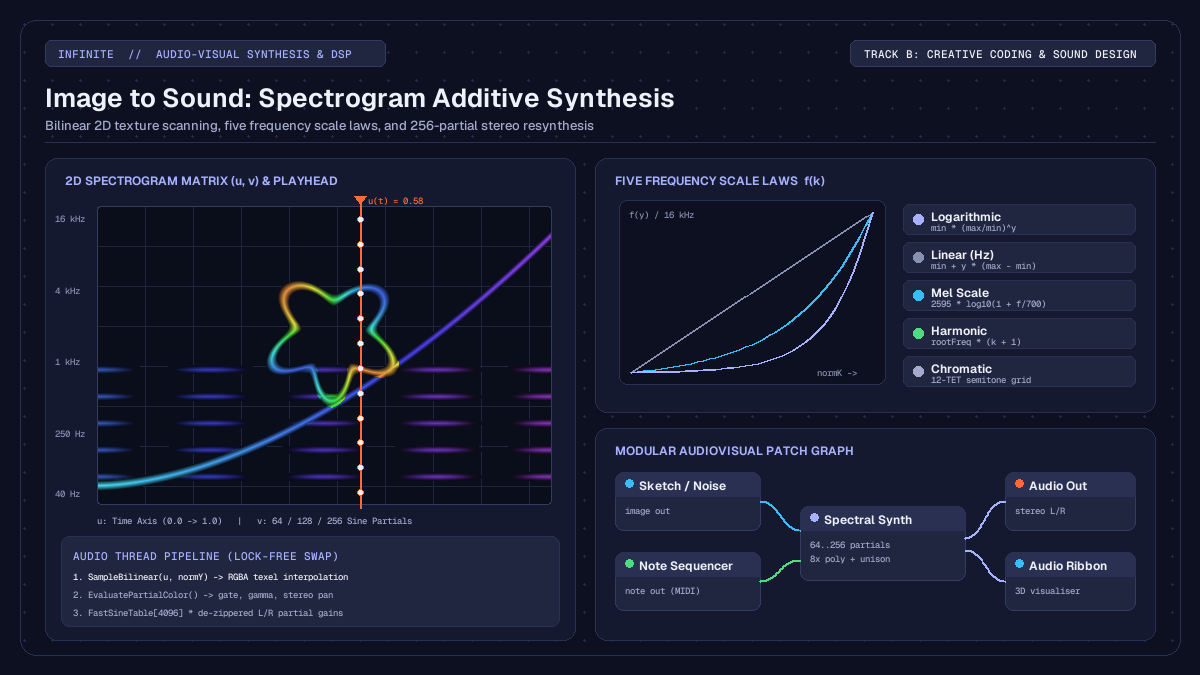 INFINITE // AUDIO-VISUAL SYNTHESIS & DSP
TRACK B: CREATIVE CODING & SOUND DESIGN
Image to Sound: Spectrogram Additive Synthesis
Bilinear 2D texture scanning, five frequency scale laws, and 256-partial stereo resynthesis
2D SPECTROGRAM MATRIX (u, v) & PLAYHEAD
u(t) = 0.58
16 kHz
4 kHz
1 kHz
250 Hz
40 Hz
u: Time Axis (0.0 -> 1.0) | v: 64 / 128 / 256 Sine Partials
AUDIO THREAD PIPELINE (LOCK-FREE SWAP)
1. SampleBilinear(u, normY) -> RGBA texel interpolation
2. EvaluatePartialColor() -> gate, gamma, stereo pan
3. FastSineTable[4096] * de-zippered L/R partial gains
FIVE FREQUENCY SCALE LAWS f(k)
f(y) / 16 kHz
normK ->
Logarithmic
min * (max/min)^y
Linear (Hz)
min + y * (max - min)
Mel Scale
2595 * log10(1 + f/700)
Harmonic
rootFreq * (k + 1)
Chromatic
12-TET semitone grid
MODULAR AUDIOVISUAL PATCH GRAPH
Sketch / Noise
image out
Note Sequencer
note out (MIDI)
Spectral Synth
64..256 partials
8x poly + unison
Audio Out
stereo L/R
Audio Ribbon
3D visualiser